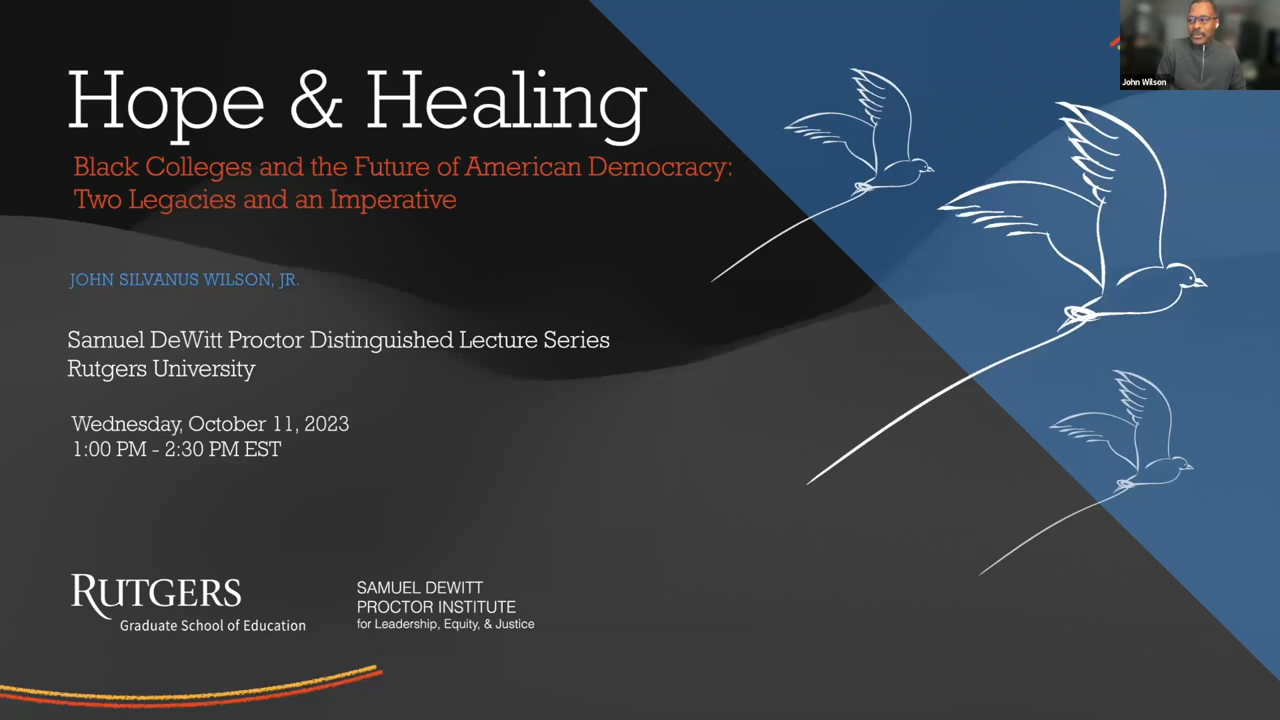 Hope & Healing
Black Colleges and the Future of American Democracy:
Two Legacies and an Imperative
JOHN SILVANUS WILSON, JR.
Samuel DeWitt Proctor Distinguished Lecture Series
Rutgers University
Wednesday, October 11, 2023
1:00 PM - 2:30 PM EST
RUTGERS
Graduate School of Education
SAMUEL DEWITT
PROCTOR INSTITUTE
for Leadership, Equity, & Justice
John Wilson